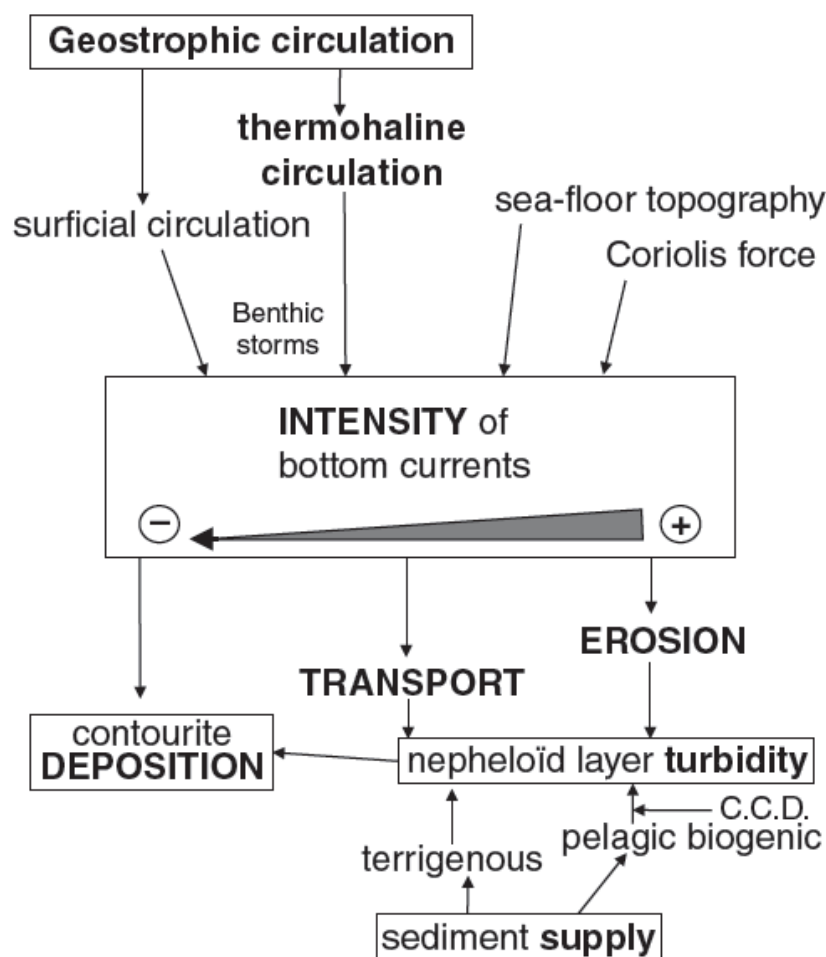 Geostrophic circulation
thermohaline
circulation
surficial circulation
sea-floor topography
Coriolis force
Benthic
storms
INTENSITY of
bottom currents
−
+
EROSION
TRANSPORT
contourite
DEPOSITION
nepheloïd layer turbidity
C.C.D.
pelagic biogenic
terrigenous
sediment supply